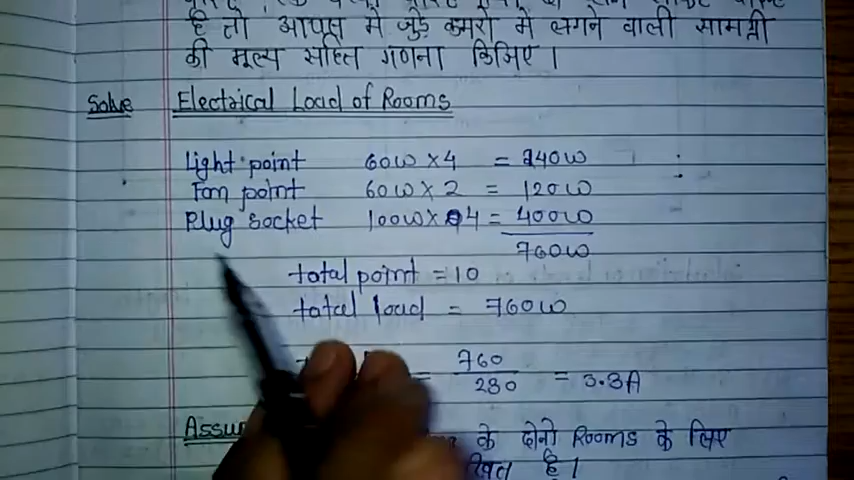 है तो आपस में जुड़े कमरों में लगने वाली सामग्री
की मूल्य सहित गणना किजिए।
Solve Electrical Load of Rooms
Light point 60W × 4 = 240W
Fan point 60W × 2 = 120W
Plug socket 100W × 4 = 400W
760W
total point = 10
total load = 760W
= 760/230 = 3.3A
Assu के दोनो Rooms के लिए
है।